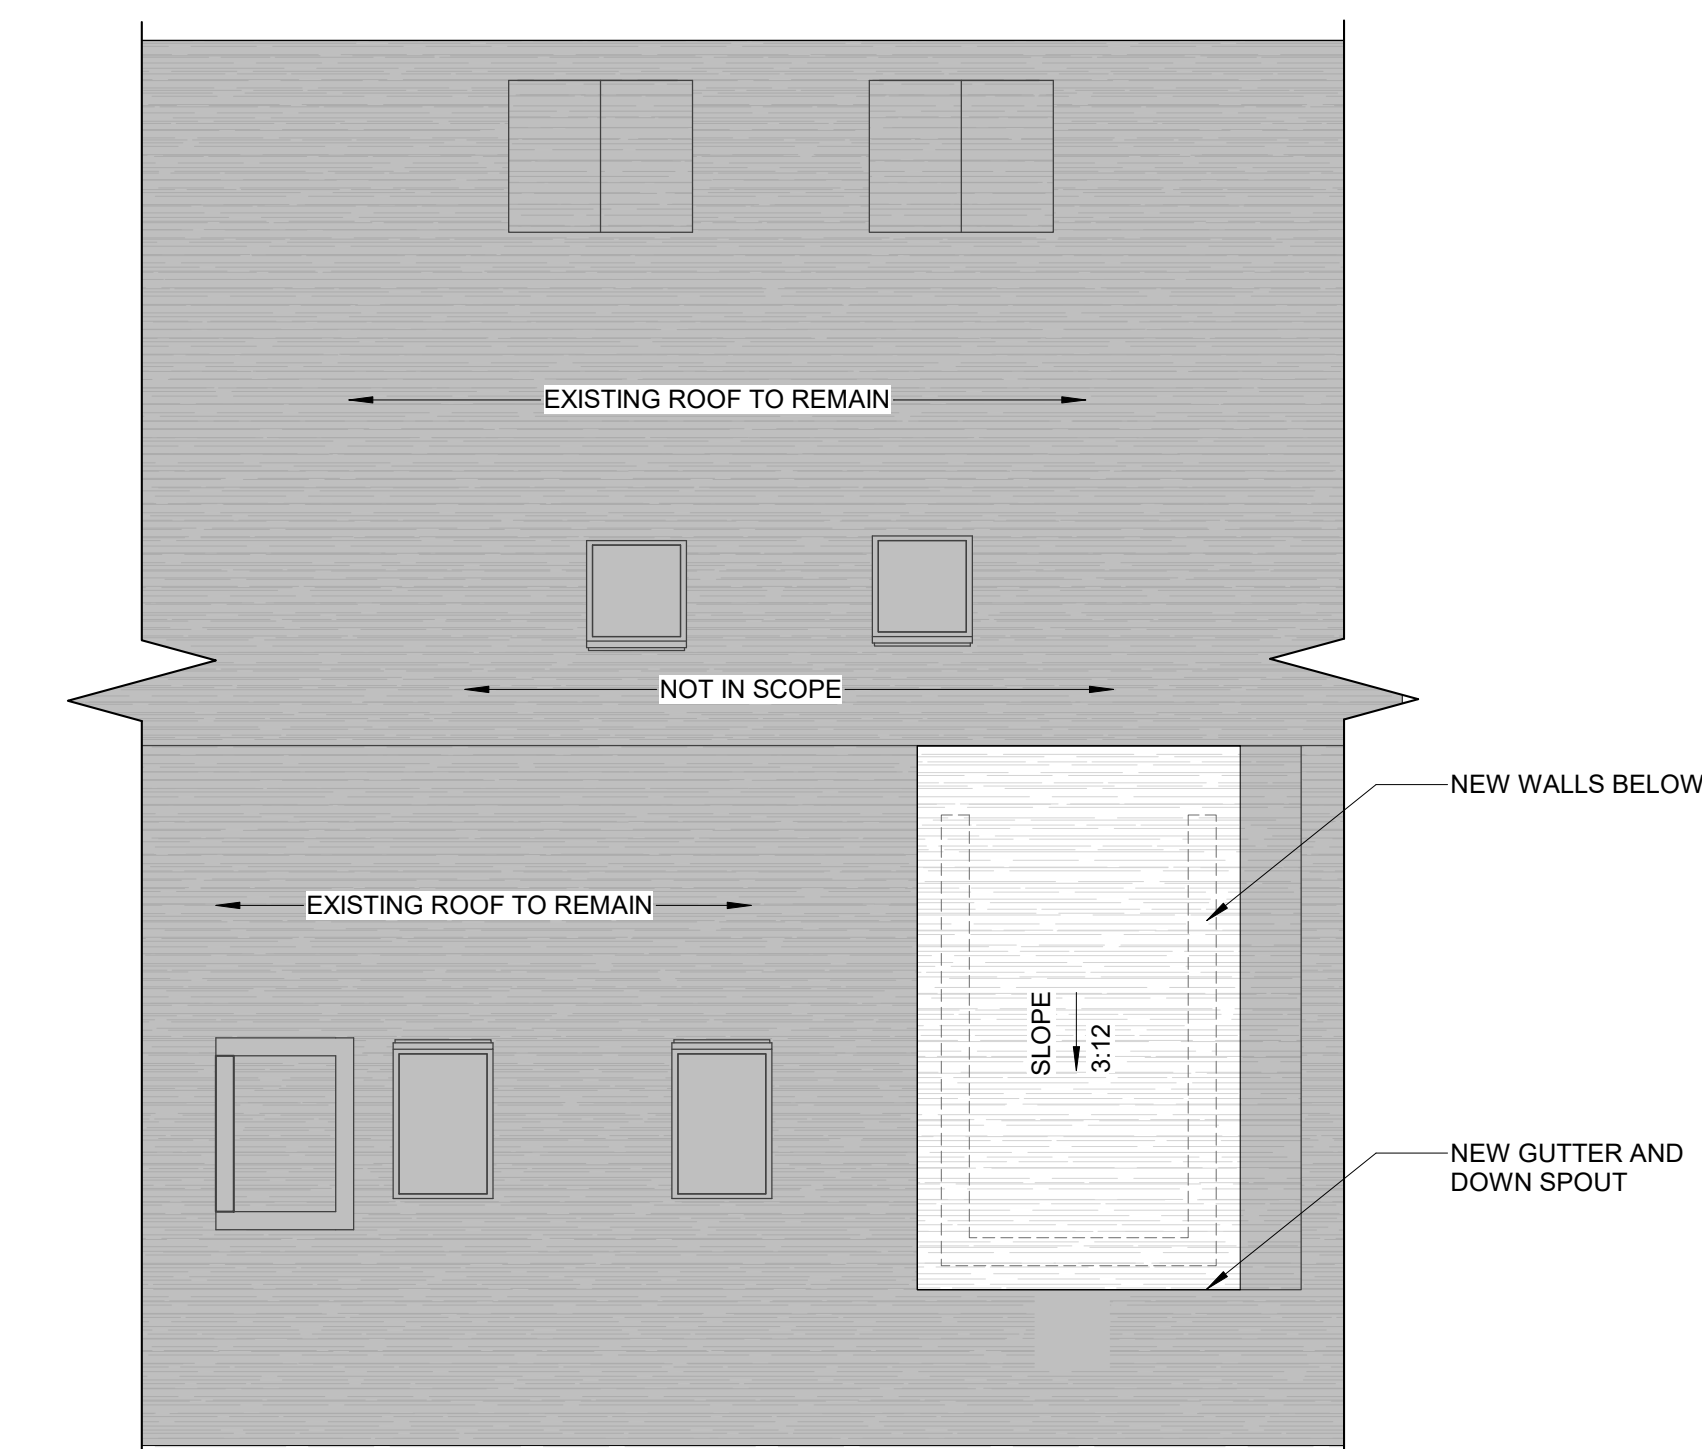 EXISTING ROOF TO REMAIN
NOT IN SCOPE
NEW WALLS BELOW
EXISTING ROOF TO REMAIN
SLOPE
3:12
NEW GUTTER AND
DOWN SPOUT